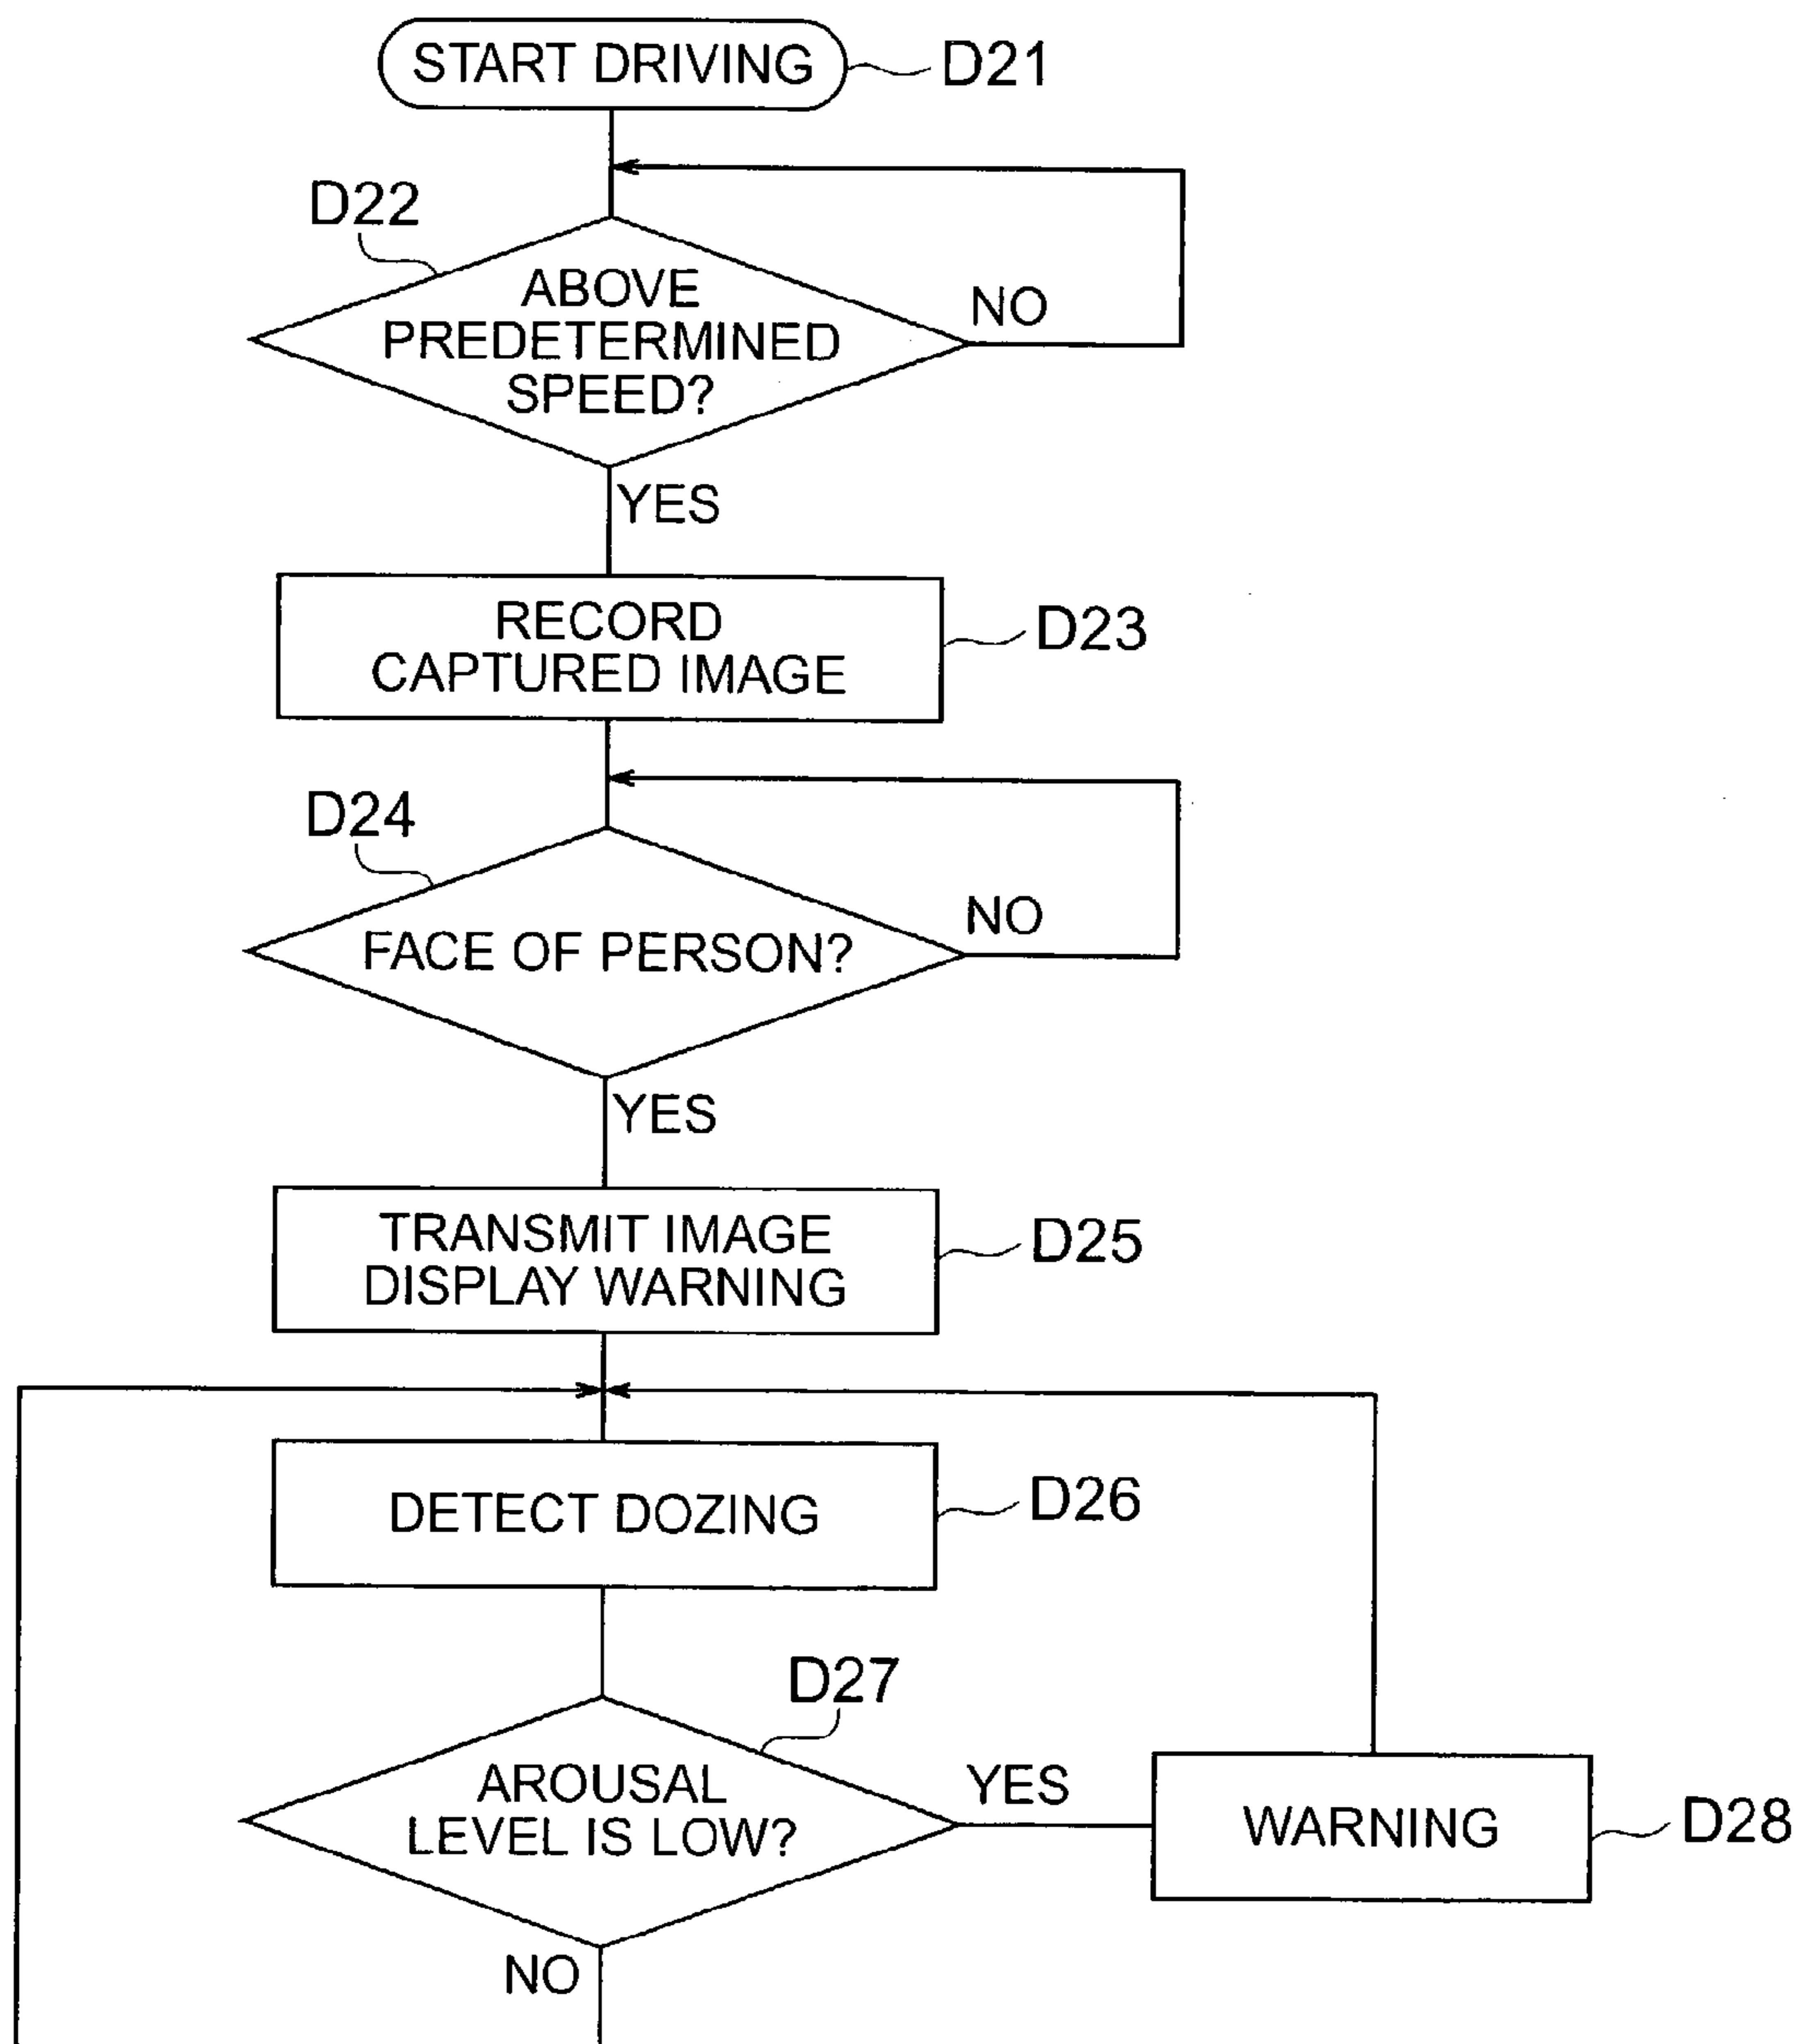 START DRIVING
D21
D22
ABOVE
PREDETERMINED
SPEED?
NO
YES
RECORD
CAPTURED IMAGE
D23
D24
FACE OF PERSON?
NO
YES
TRANSMIT IMAGE
DISPLAY WARNING
D25
DETECT DOZING
D26
D27
AROUSAL
LEVEL IS LOW?
YES
WARNING
D28
NO